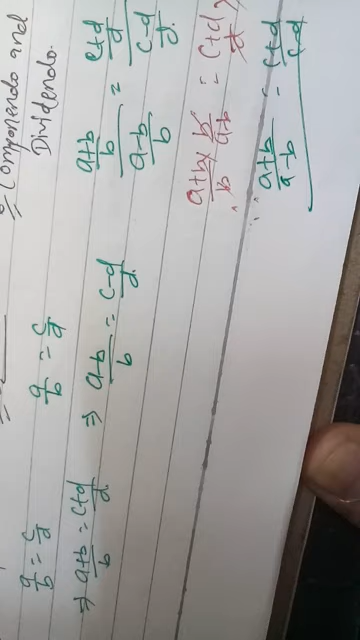 Componendo and
Dividendo.
a/b = c/d
a/b = c/d
⇒ (a+b)/b = (c+d)/d
⇒ (a-b)/b = (c-d)/d
((a+b)/b)/((a-b)/b) = ((c+d)/d)/((c-d)/d)
∴ (a+b)/(a-b) = (c+d)/(c-d)